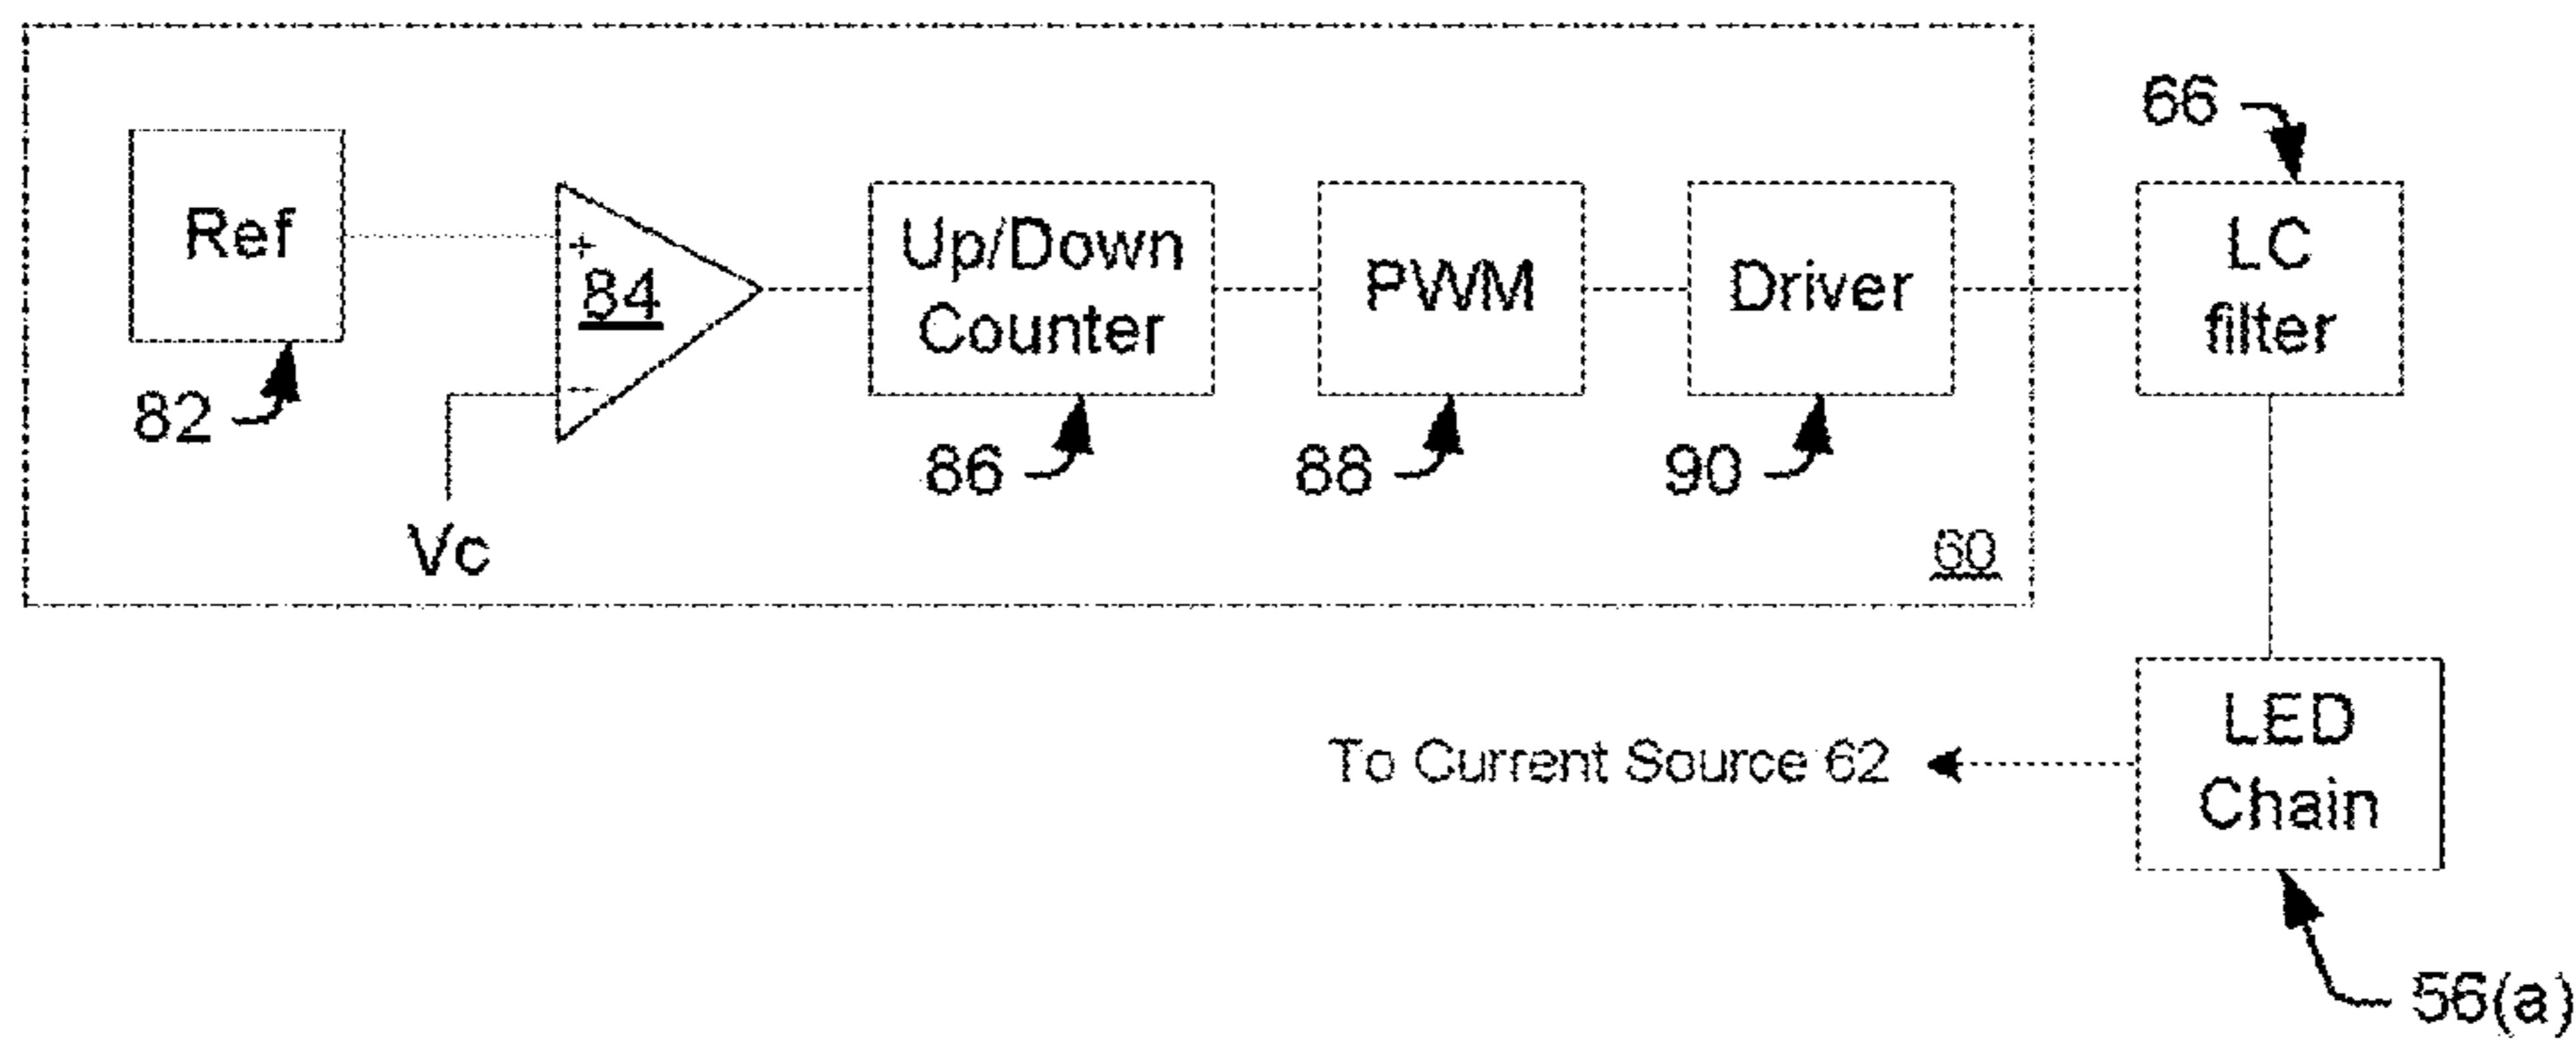 66
Ref
+
84
--
Up/Down
Counter
PWM
Driver
LC
filter
82
86
88
90
Vc
60
LED
Chain
To Current Source 62
56(a)